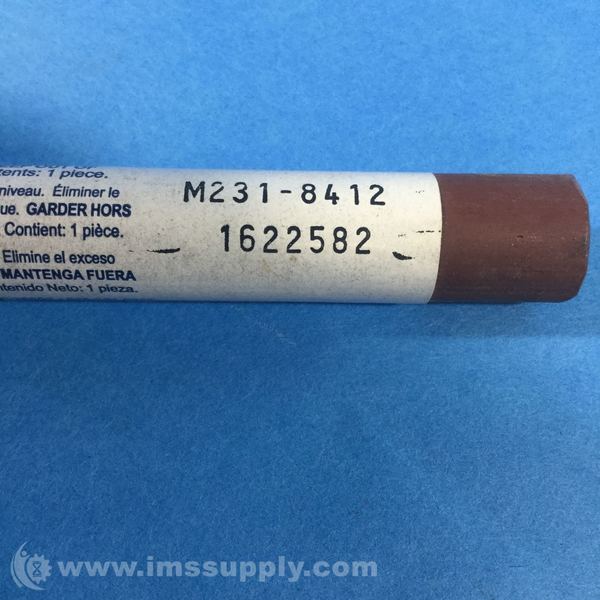 tents: 1 piece.
niveau. Éliminer le
que. GARDER HORS
Contient: 1 pièce.
Elimine el exceso
MANTENGA FUERA
ntenido Neto: 1 pieza.
M231-8412
1622582
www.imssupply.com